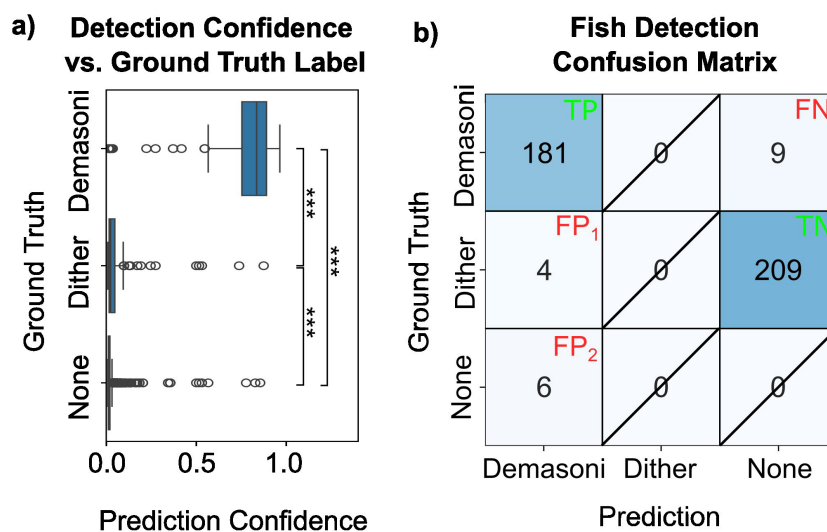 a)
Detection Confidence
vs. Ground Truth Label
Ground Truth
Demasoni
Dither
None
***
***
***
0.0
0.5
1.0
Prediction Confidence
b)
Fish Detection
Confusion Matrix
Ground Truth
Demasoni
Dither
None
TP
FN
181
0
9
FP₁
TN
4
0
209
FP₂
6
0
0
Demasoni
Dither
None
Prediction